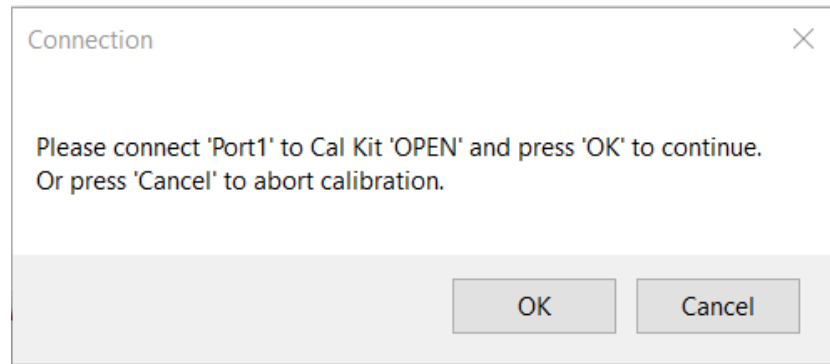 Connection
Please connect 'Port1' to Cal Kit 'OPEN' and press 'OK' to continue.
Or press 'Cancel' to abort calibration.
OK
Cancel